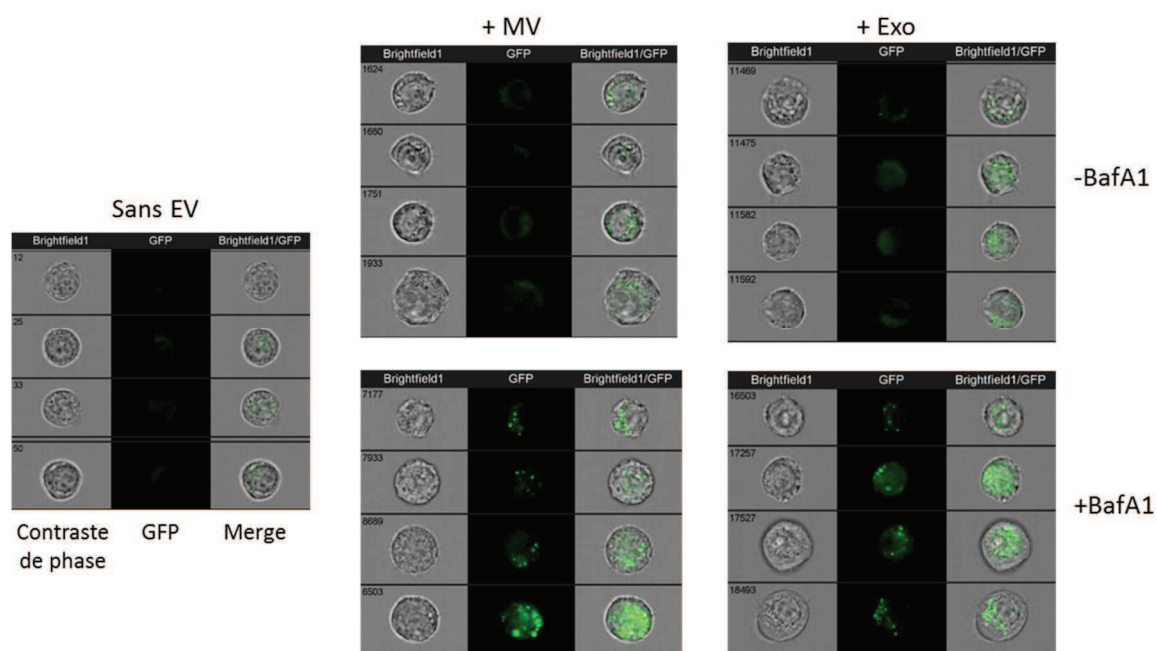 + MV
+ Exo
Brightfield1 GFP Brightfield1/GFP
1624
1660
1751
1933
Brightfield1 GFP Brightfield1/GFP
11469
11475
11582
11592
-BafA1
Sans EV
Brightfield1 GFP Brightfield1/GFP
12
25
33
50
Contraste de phase
GFP
Merge
Brightfield1 GFP Brightfield1/GFP
7177
7933
8689
6503
Brightfield1 GFP Brightfield1/GFP
16503
17257
17527
18493
+BafA1